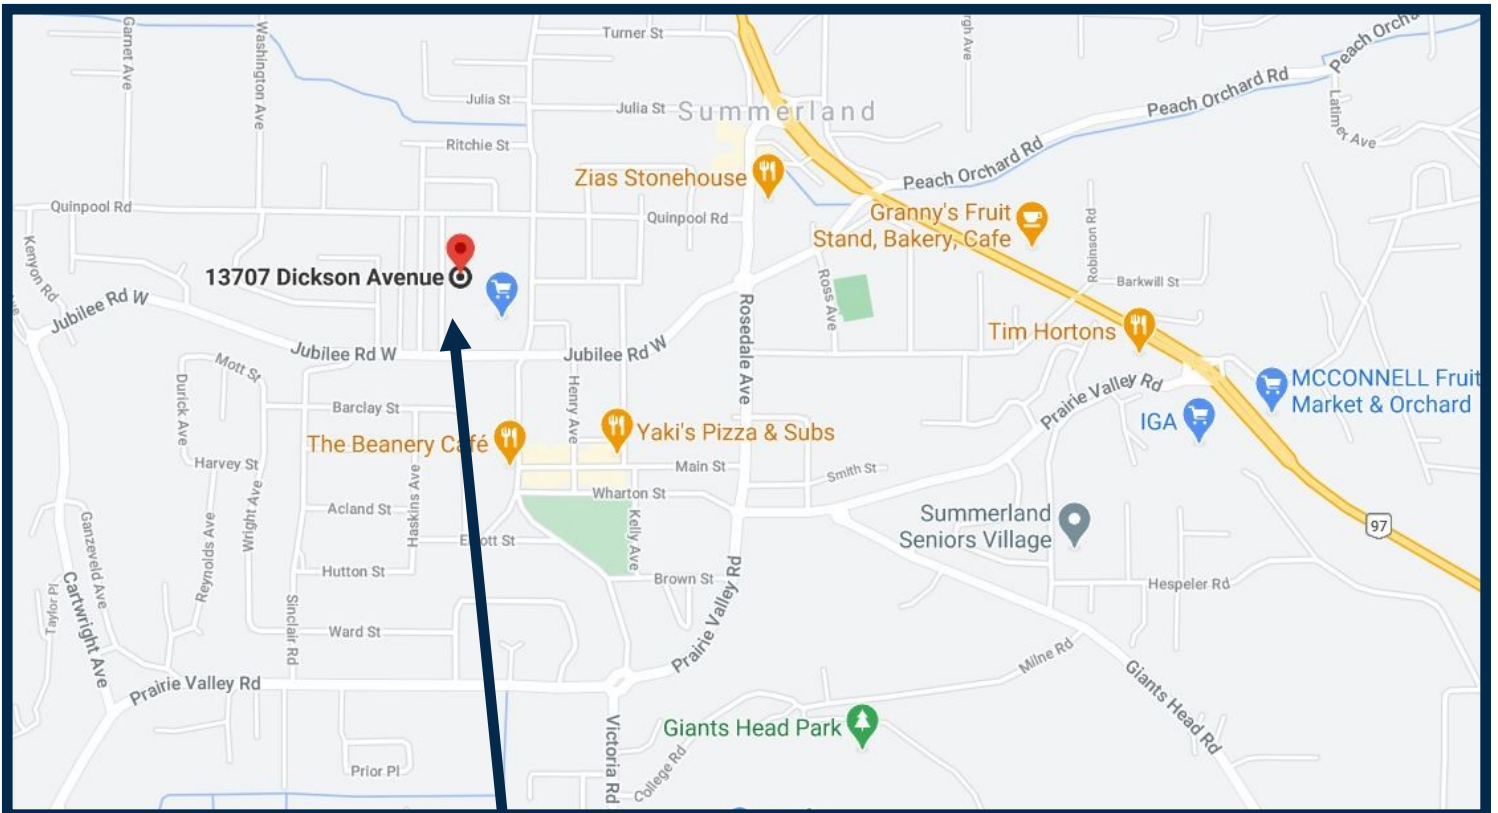 Garnet Ave
Washington Ave
Turner St
rgh Ave
Peach Orcha
Julia St
Julia St
Summerland
Peach Orchard Rd
Latimer Ave
Ritchie St
Zias Stonehouse
Peach Orchard Rd
Quinpool Rd
Quinpool Rd
Granny's Fruit
Stand, Bakery, Cafe
Robinson Rd
Kenyon Rd
13707 Dickson Avenue
Ross Ave
Barkwill St
Jubilee Rd W
Rosedale Ave
Tim Hortons
Jubilee Rd W
Jubilee Rd W
Mott St
Durick Ave
Henry Ave
Prairie Valley Rd
MCCONNELL Fruit
Market & Orchard
Barclay St
IGA
The Beanery Café
Yaki's Pizza & Subs
Harvey St
Main St
Smith St
Wright Ave
Haskins Ave
Wharton St
Acland St
Kelly Ave
Summerland
Seniors Village
97
Ganzeveld Ave
Reynolds Ave
Elliott St
Hutton St
Brown St
Hespeler Rd
Taylor Pl
Cartwright Ave
Sinclair Rd
Ward St
Prairie Valley Rd
Milne Rd
Prairie Valley Rd
Giants Head Rd
Giants Head Park
Victoria Rd
College Rd
Prior Pl